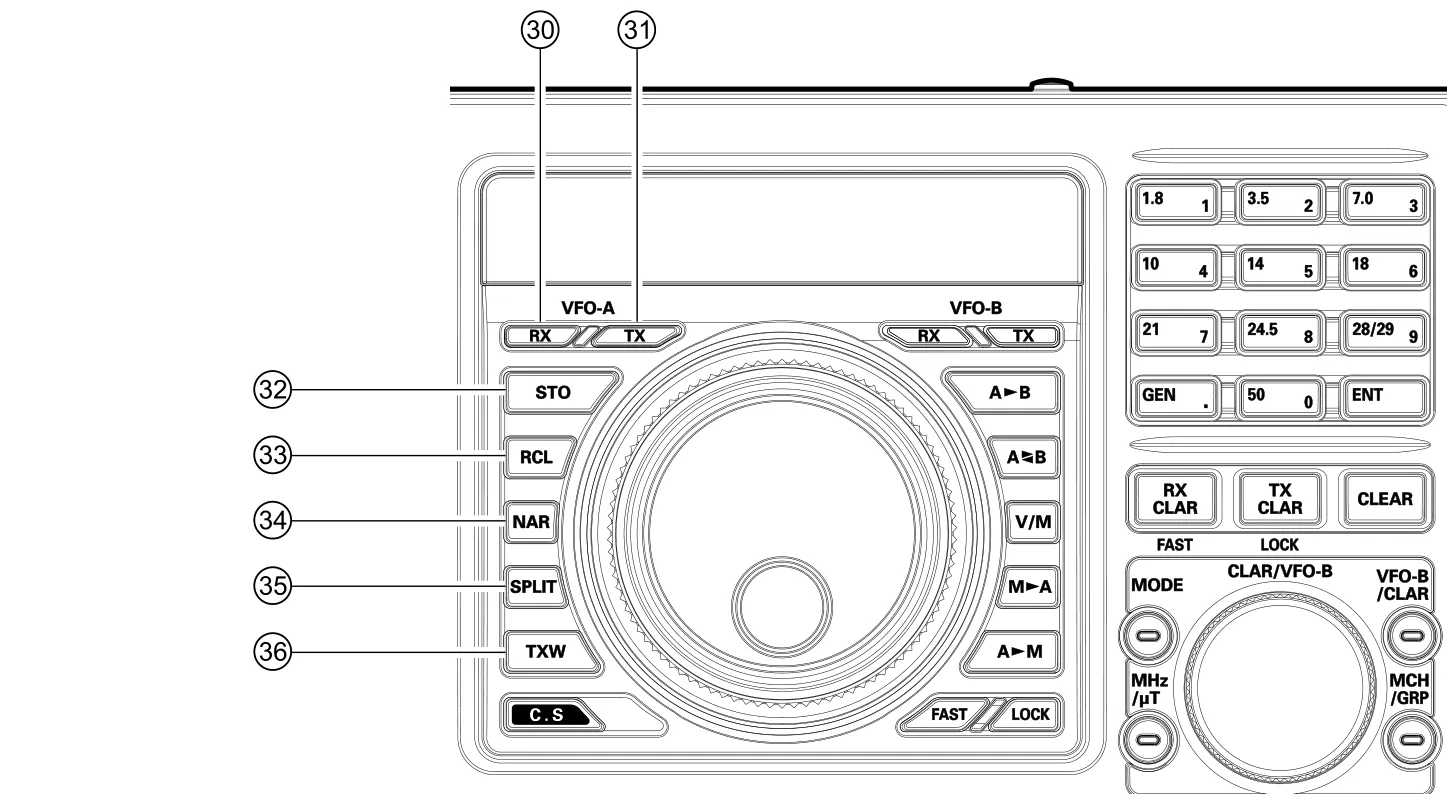 30 31
1.8 1 3.5 2 7.0 3
10 4 14 5 18 6
VFO-A VFO-B
RX TX RX TX
21 7 24.5 8 28/29 9
32 STO A►B
GEN . 50 0 ENT
33 RCL A⇆B
RX CLAR
TX CLAR
CLEAR
34 NAR V/M
FAST LOCK
CLAR/VFO-B
MODE VFO-B
/CLAR
35 SPLIT M►A
36 TXW A►M
MHz
/µT
MCH
/GRP
C.S FAST LOCK